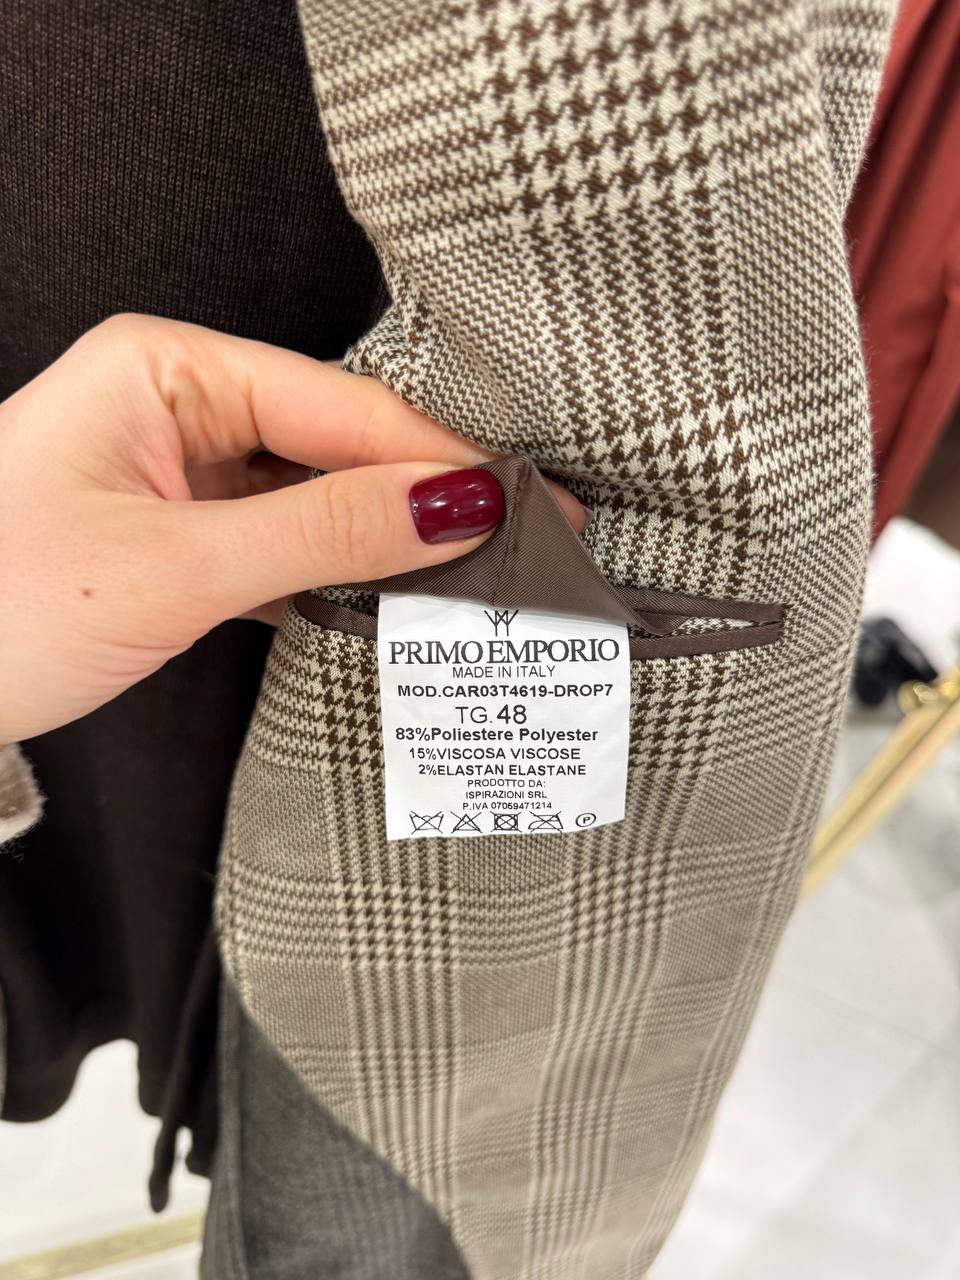 PRIMO EMPORIO
MADE IN ITALY
MOD.CAR03T4619-DROP7
TG.48
83%Poliestere Polyester
15%VISCOSA VISCOSE
2%ELASTAN ELASTANE
PRODOTTO DA:
ISPIRAZIONI SRL
P.IVA 07059471214
P